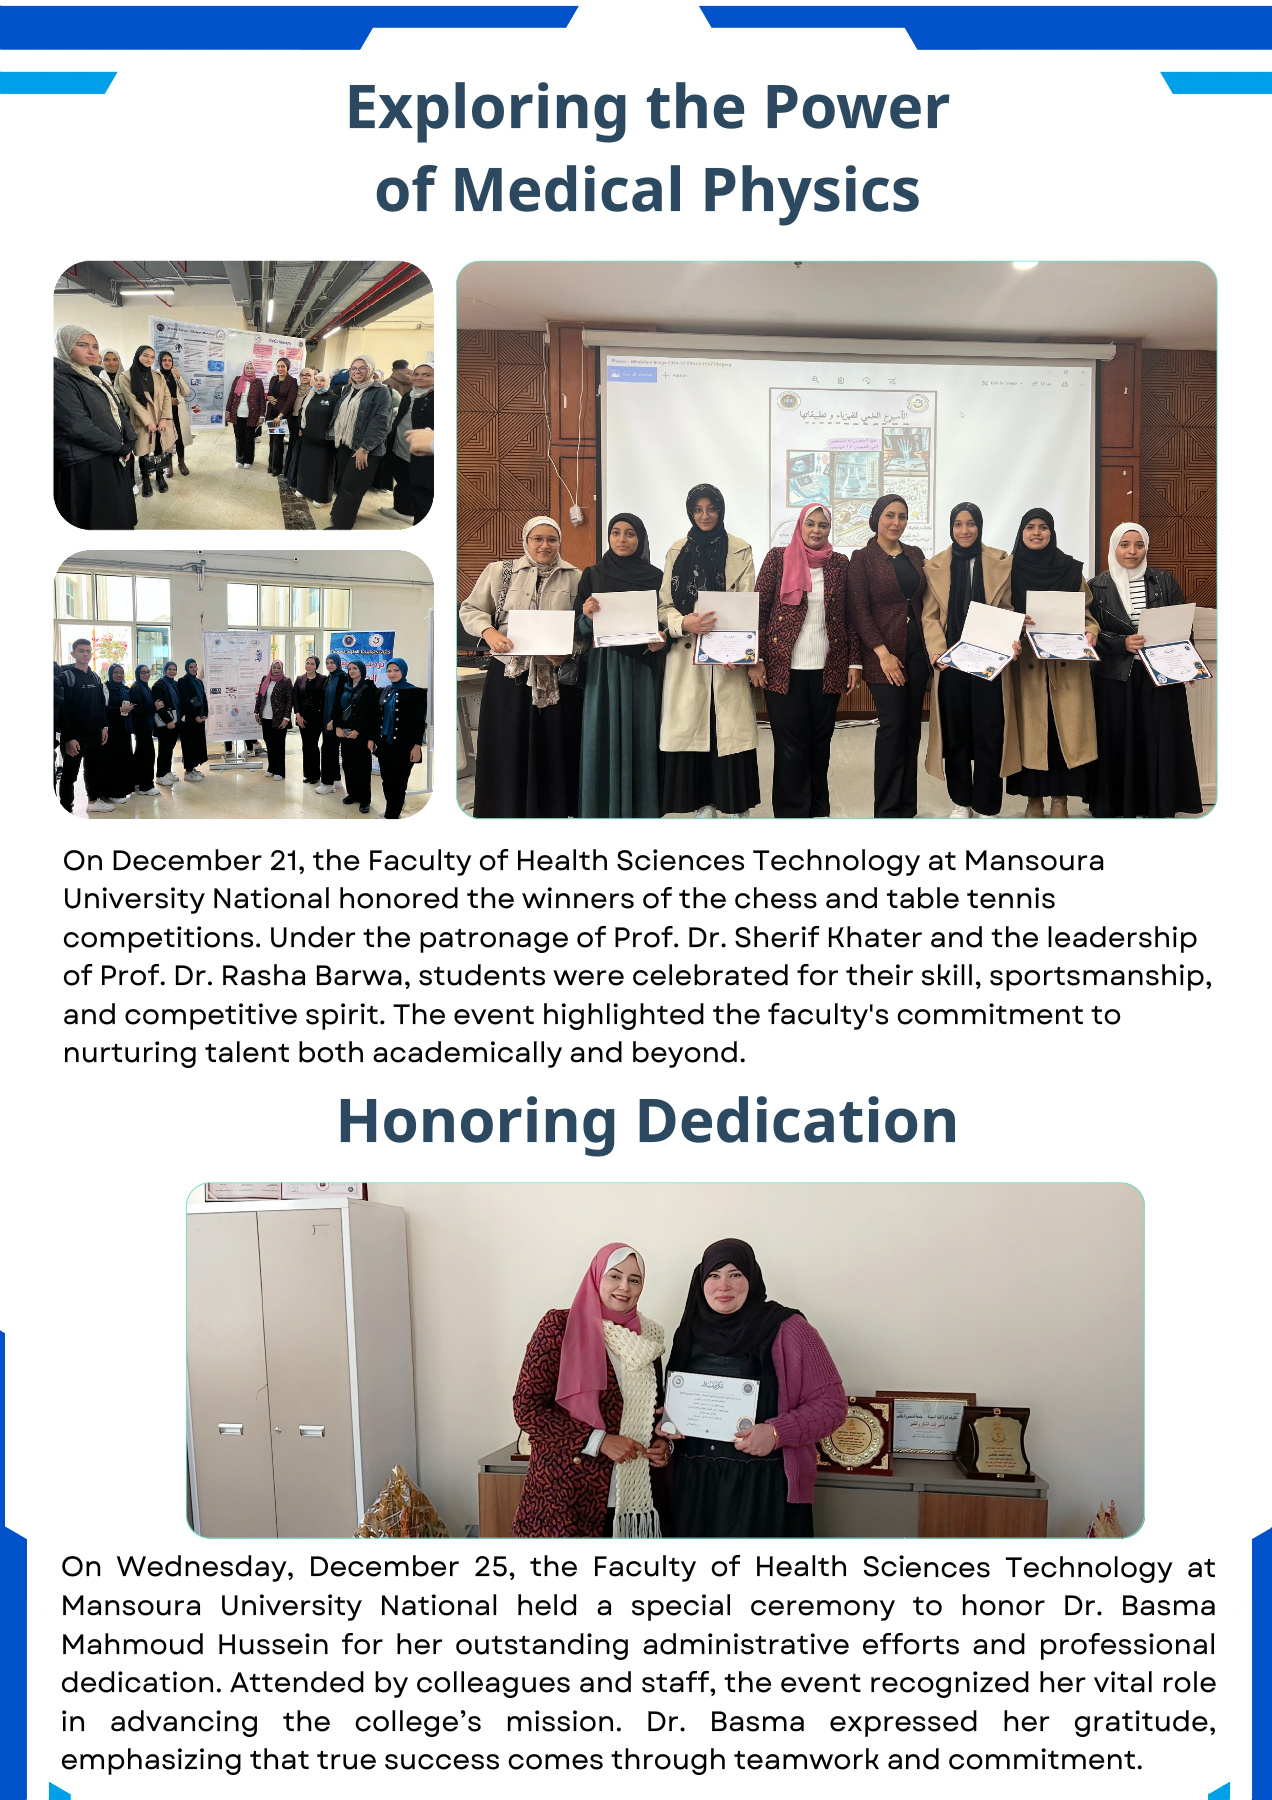 Exploring the Power
of Medical Physics
الأسبوع العلمي للفيزياء و تطبيقاتها
On December 21, the Faculty of Health Sciences Technology at Mansoura
University National honored the winners of the chess and table tennis
competitions. Under the patronage of Prof. Dr. Sherif Khater and the leadership
of Prof. Dr. Rasha Barwa, students were celebrated for their skill, sportsmanship,
and competitive spirit. The event highlighted the faculty's commitment to
nurturing talent both academically and beyond.
Honoring Dedication
On Wednesday, December 25, the Faculty of Health Sciences Technology at
Mansoura University National held a special ceremony to honor Dr. Basma
Mahmoud Hussein for her outstanding administrative efforts and professional
dedication. Attended by colleagues and staff, the event recognized her vital role
in advancing the college’s mission. Dr. Basma expressed her gratitude,
emphasizing that true success comes through teamwork and commitment.